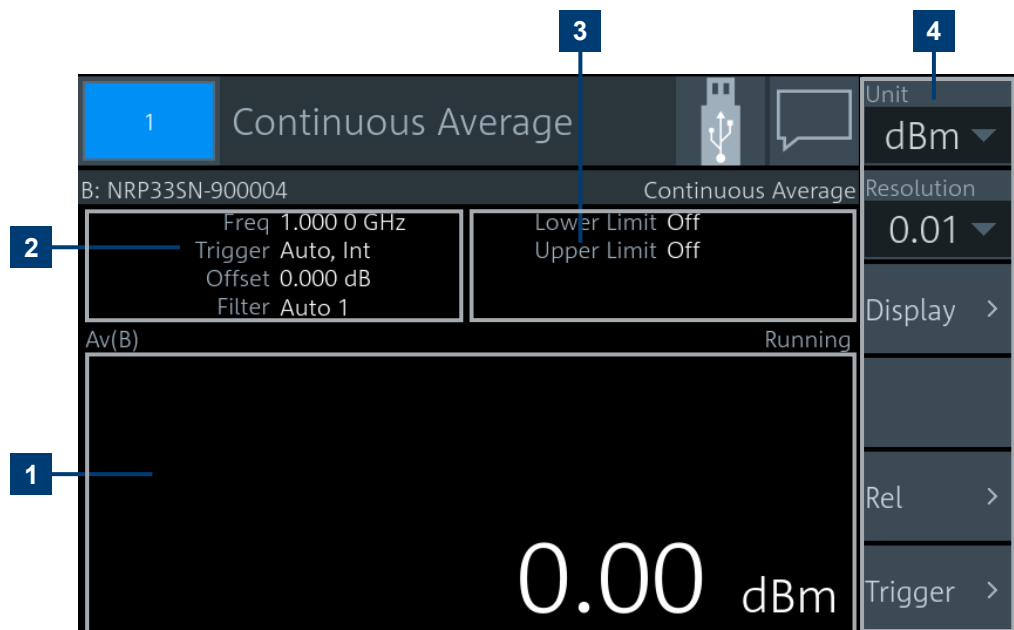 3
4
1
Continuous Average
Unit
dBm
B: NRP33SN-900004
Continuous Average
Resolution
0.01
2
Freq 1.000 0 GHz
Trigger Auto, Int
Offset 0.000 dB
Filter Auto 1
Lower Limit Off
Upper Limit Off
Display >
Av(B)
Running
1
0.00 dBm
Rel >
Trigger >